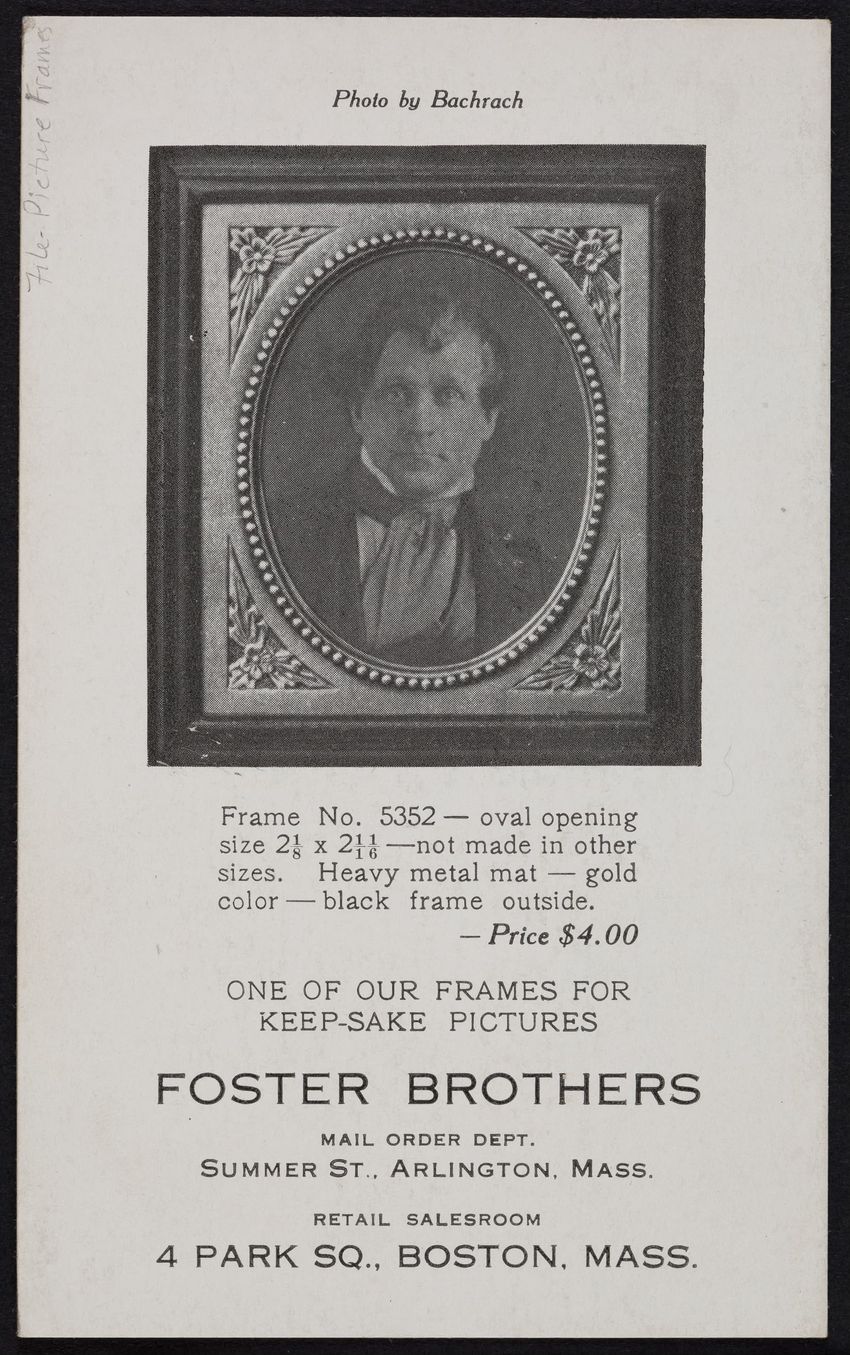 File- Picture Frames
Photo by Bachrach
Frame No. 5352 — oval opening
size 2⅛ x 2 11/16 —not made in other
sizes. Heavy metal mat — gold
color — black frame outside.
— Price $4.00
ONE OF OUR FRAMES FOR
KEEP-SAKE PICTURES
FOSTER BROTHERS
MAIL ORDER DEPT.
SUMMER ST., ARLINGTON, MASS.
RETAIL SALESROOM
4 PARK SQ., BOSTON, MASS.